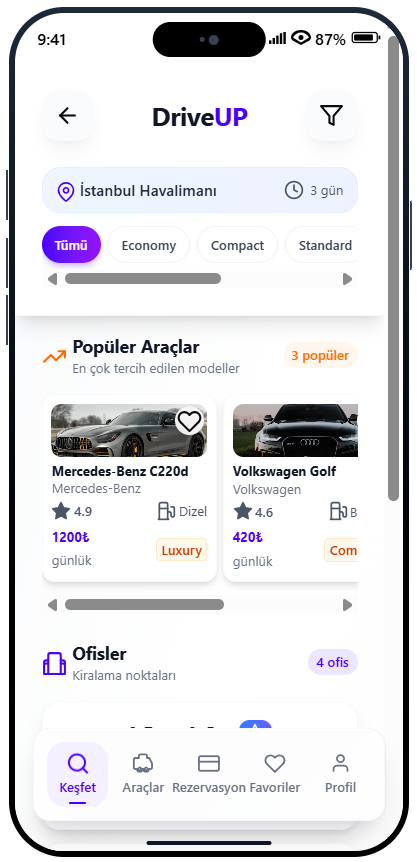 9:41
87%
DriveUP
İstanbul Havalimanı
3 gün
Tümü
Economy
Compact
Standard
Popüler Araçlar
3 popüler
En çok tercih edilen modeller
Mercedes-Benz C220d
Volkswagen Golf
Mercedes-Benz
Volkswagen
4.9
Dizel
4.6
B
1200₺
420₺
günlük
Luxury
günlük
Com
Ofisler
4 ofis
Kiralama noktaları
Keşfet
Araçlar
Rezervasyon
Favoriler
Profil